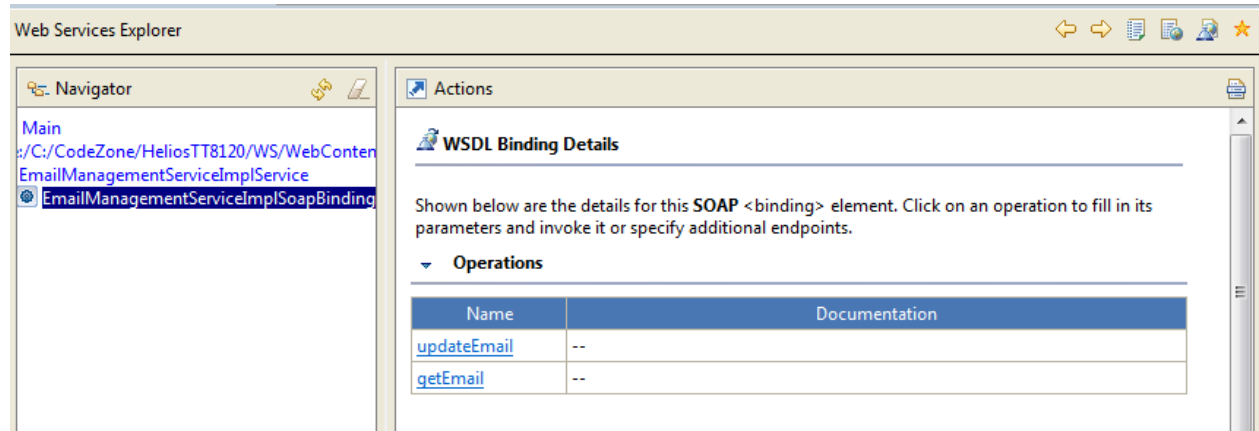 Web Services Explorer
Navigator
Main
:/C:/CodeZone/HeliosTT8120/WS/WebConten
EmailManagementServiceImplService
EmailManagementServiceImplSoapBinding
Actions
WSDL Binding Details
Shown below are the details for this SOAP <binding> element. Click on an operation to fill in its
parameters and invoke it or specify additional endpoints.
Operations
Name Documentation
updateEmail --
getEmail --